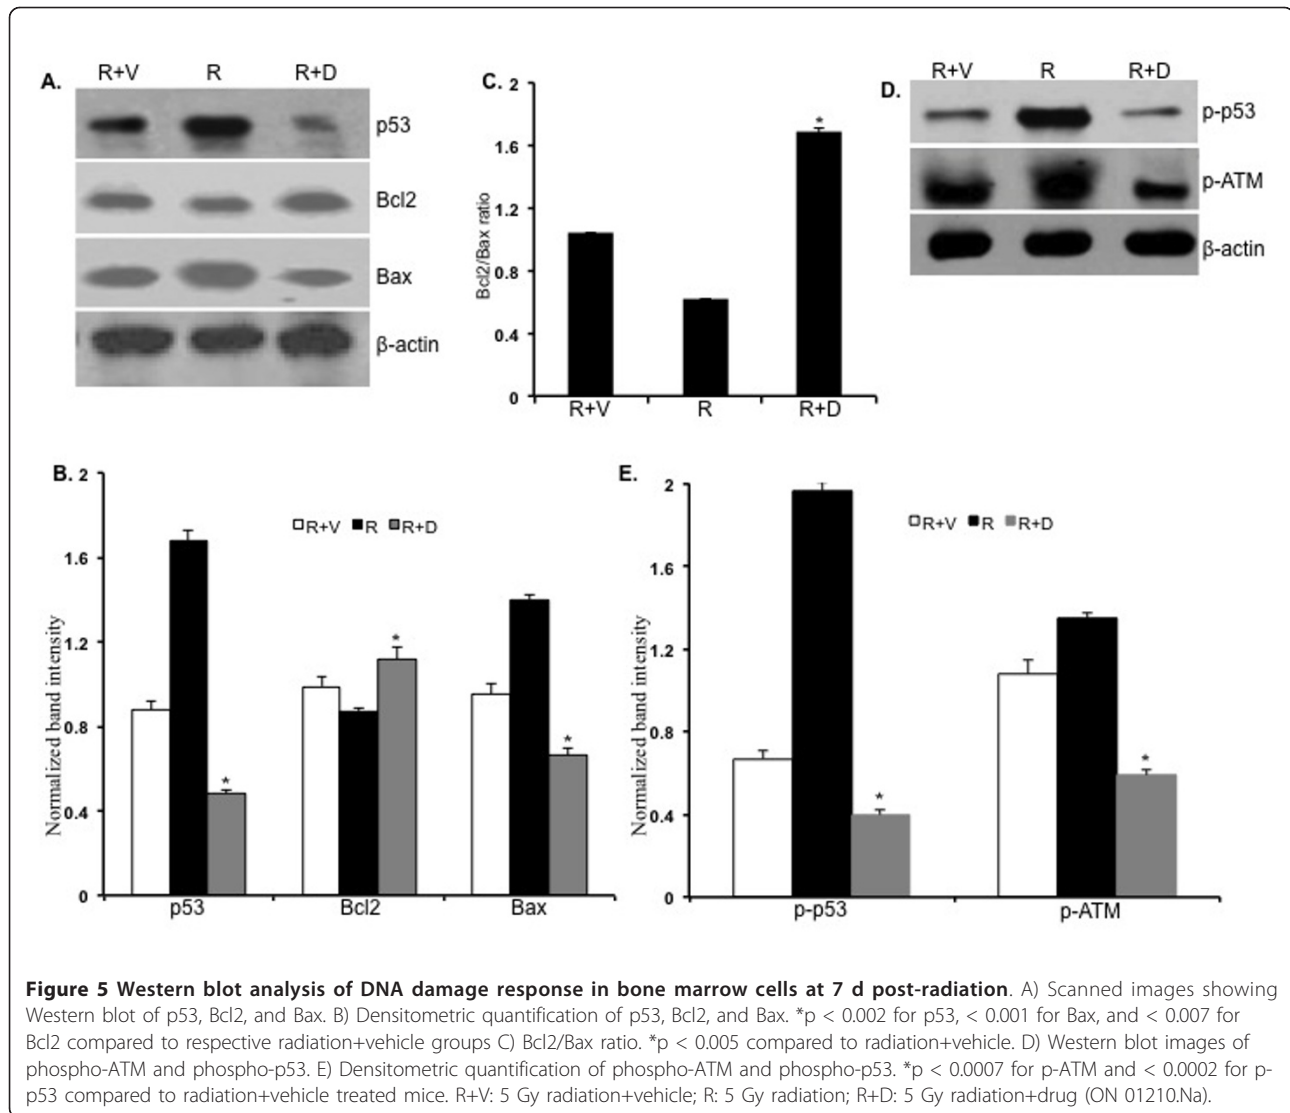 A.
R+V R R+D
p53
Bcl2
Bax
β-actin
C.
2
1.6
1.2
0.8
0.4
0
Bcl2/Bax ratio
*
R+V R R+D
D.
R+V R R+D
p-p53
p-ATM
β-actin
B.
2
1.6
1.2
0.8
0.4
0
Normalized band intensity
R+V R R+D
* * *
p53 Bcl2 Bax
E.
2
1.6
1.2
0.8
0.4
0
Normalized band intensity
R+V R R+D
* *
p-p53 p-ATM
Figure 5 Western blot analysis of DNA damage response in bone marrow cells at 7 d post-radiation. A) Scanned images showing
Western blot of p53, Bcl2, and Bax. B) Densitometric quantification of p53, Bcl2, and Bax. *p < 0.002 for p53, < 0.001 for Bax, and < 0.007 for
Bcl2 compared to respective radiation+vehicle groups C) Bcl2/Bax ratio. *p < 0.005 compared to radiation+vehicle. D) Western blot images of
phospho-ATM and phospho-p53. E) Densitometric quantification of phospho-ATM and phospho-p53. *p < 0.0007 for p-ATM and < 0.0002 for p-
p53 compared to radiation+vehicle treated mice. R+V: 5 Gy radiation+vehicle; R: 5 Gy radiation; R+D: 5 Gy radiation+drug (ON 01210.Na).